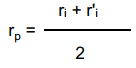 rp = ri + r'i
2